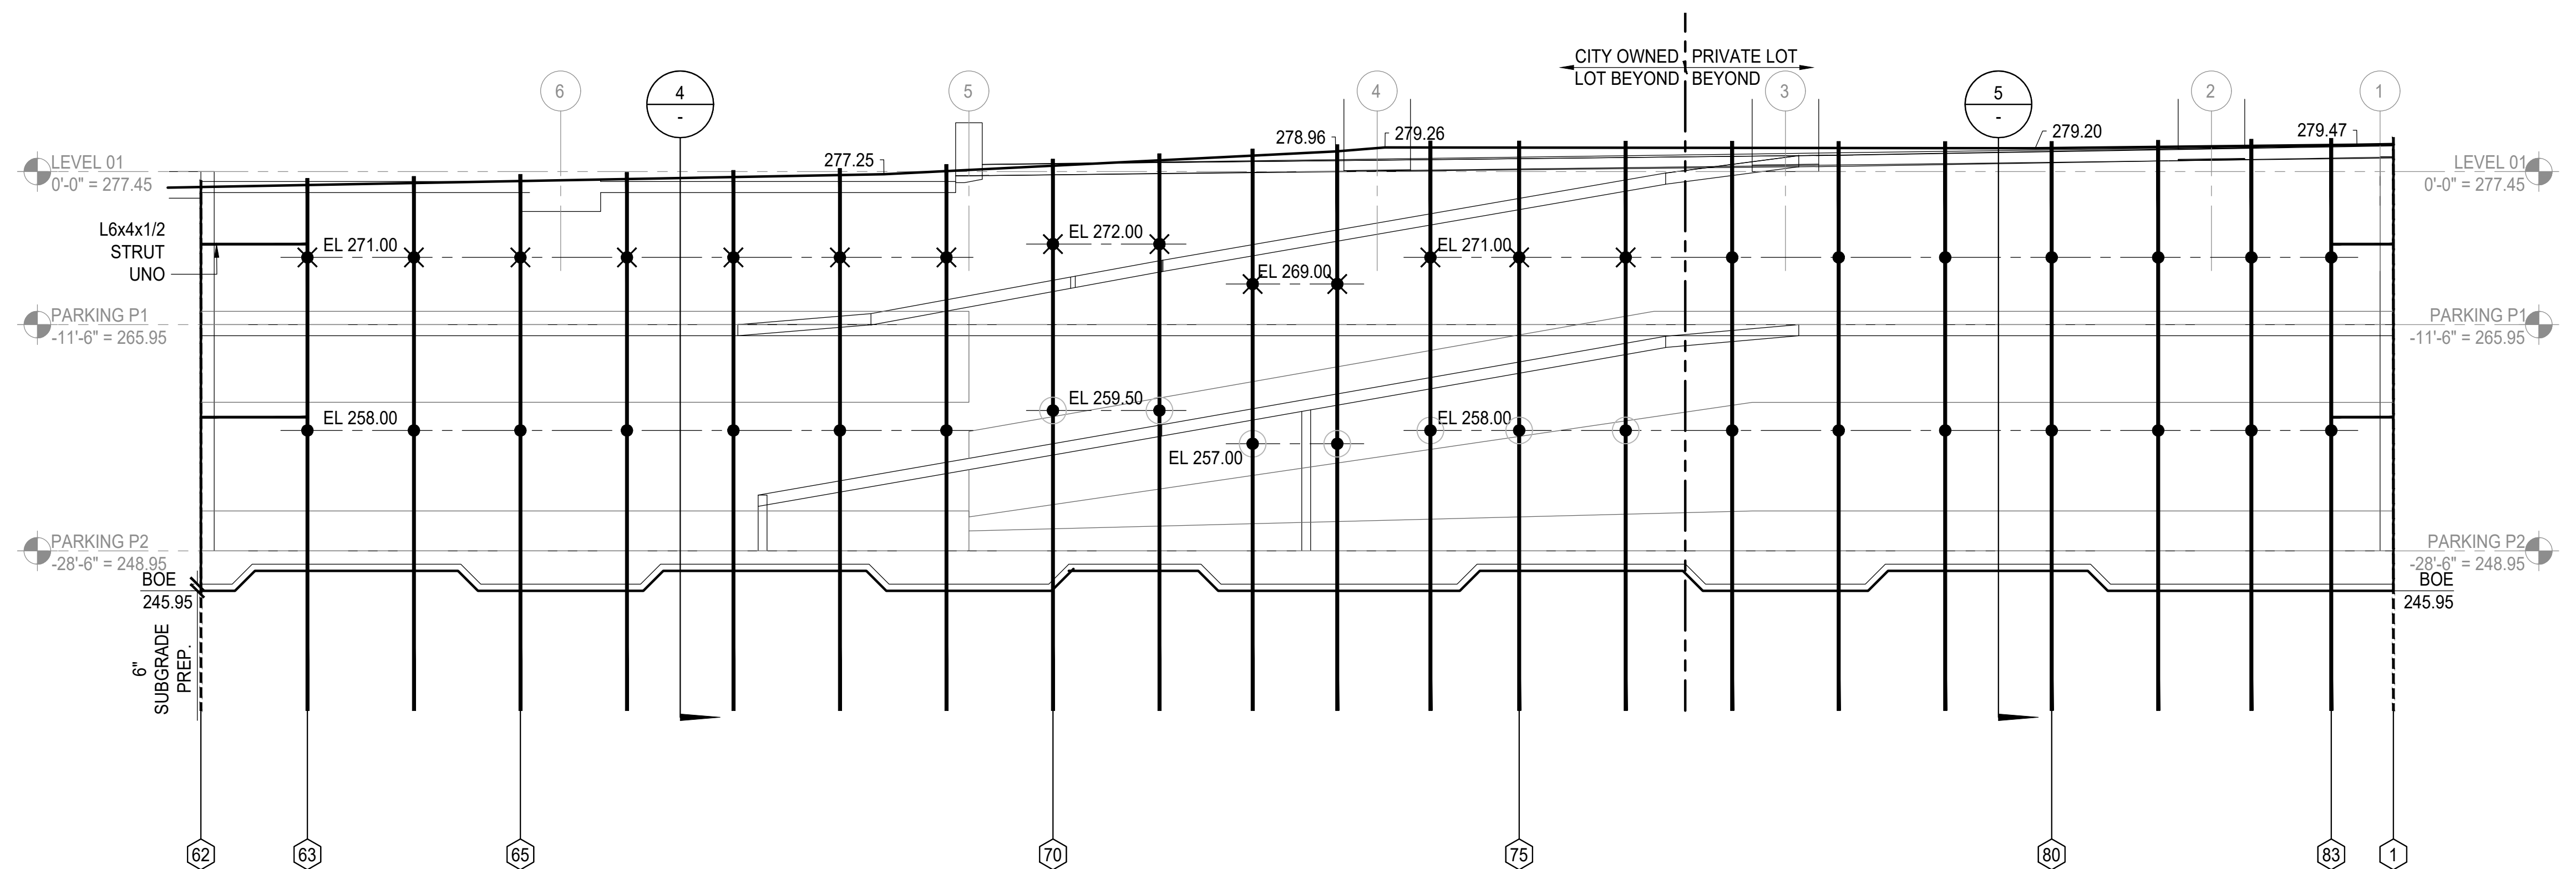 CITY OWNED PRIVATE LOT
LOT BEYOND BEYOND
6
4
-
5
4
3
5
-
2
1
277.25
278.96
279.26
279.20
279.47
LEVEL 01
0'-0" = 277.45
LEVEL 01
0'-0" = 277.45
L6x4x1/2
STRUT
UNO
EL 271.00
EL 272.00
EL 269.00
EL 271.00
PARKING P1
-11'-6" = 265.95
PARKING P1
-11'-6" = 265.95
EL 258.00
EL 259.50
EL 257.00
EL 258.00
PARKING P2
-28'-6" = 248.95
PARKING P2
-28'-6" = 248.95
BOE
245.95
BOE
245.95
6"
SUBGRADE
PREP.
62
63
65
70
75
80
83
1